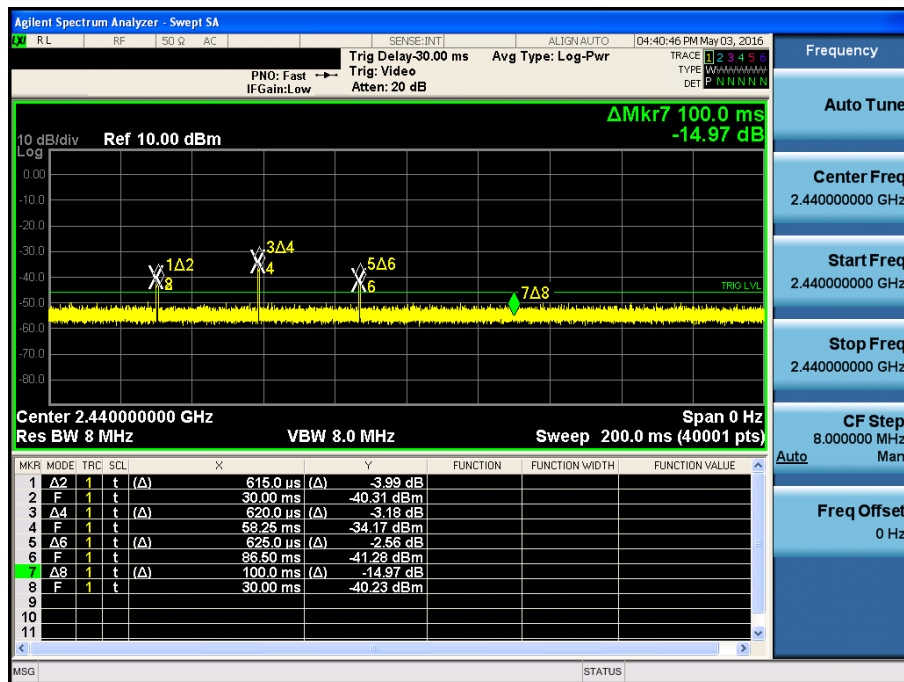 Agilent Spectrum Analyzer - Swept SA
LXI RL RF 50 Ω AC SENSE:INT ALIGN AUTO 04:40:46 PM May 03, 2016
Trig Delay-30.00 ms Avg Type: Log-Pwr TRACE 1 2 3 4 5 6
PNO: Fast Trig: Video TYPE WWWWWW
IFGain:Low Atten: 20 dB DET P N N N N N
ΔMkr7 100.0 ms
-14.97 dB
10 dB/div Ref 10.00 dBm
Log
0.00
-10.0
-20.0
-30.0
-40.0
-50.0
-60.0
-70.0
-80.0
1Δ2
8
3Δ4
4
5Δ6
6
7Δ8
TRIG LVL
Center 2.440000000 GHz Span 0 Hz
Res BW 8 MHz VBW 8.0 MHz Sweep 200.0 ms (40001 pts)
MKR MODE TRC SCL X Y FUNCTION FUNCTION WIDTH FUNCTION VALUE
1 Δ2 1 t (Δ) 615.0 µs (Δ) -3.99 dB
2 F 1 t 30.00 ms -40.31 dBm
3 Δ4 1 t (Δ) 620.0 µs (Δ) -3.18 dB
4 F 1 t 58.25 ms -34.17 dBm
5 Δ6 1 t (Δ) 625.0 µs (Δ) -2.56 dB
6 F 1 t 86.50 ms -41.28 dBm
7 Δ8 1 t (Δ) 100.0 ms (Δ) -14.97 dB
8 F 1 t 30.00 ms -40.23 dBm
9
10
11
MSG STATUS
Frequency
Auto Tune
Center Freq
2.440000000 GHz
Start Freq
2.440000000 GHz
Stop Freq
2.440000000 GHz
CF Step
8.000000 MHz
Auto Man
Freq Offset
0 Hz